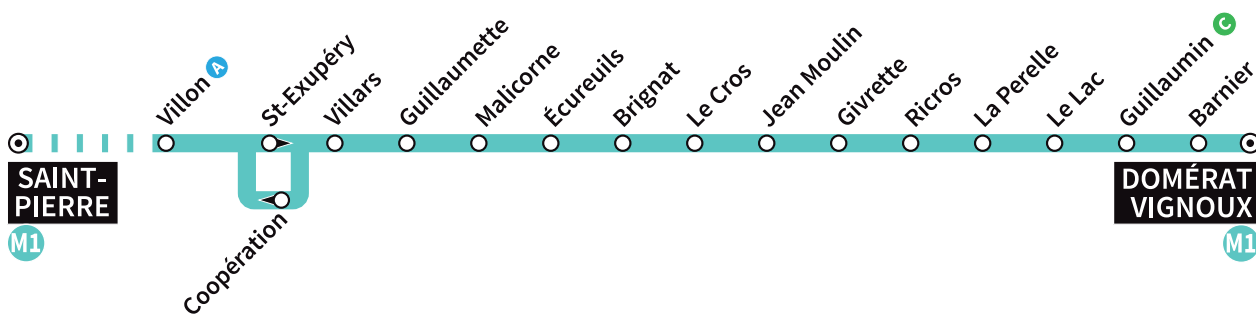 Villon A
St-Exupéry
Villars
Guillaumette
Malicorne
Écureuils
Brignat
Le Cros
Jean Moulin
Givrette
Ricros
La Perelle
Le Lac
Guillaumin C
Barnier
SAINT-
PIERRE
M1
Coopération
DOMÉRAT
VIGNOUX
M1